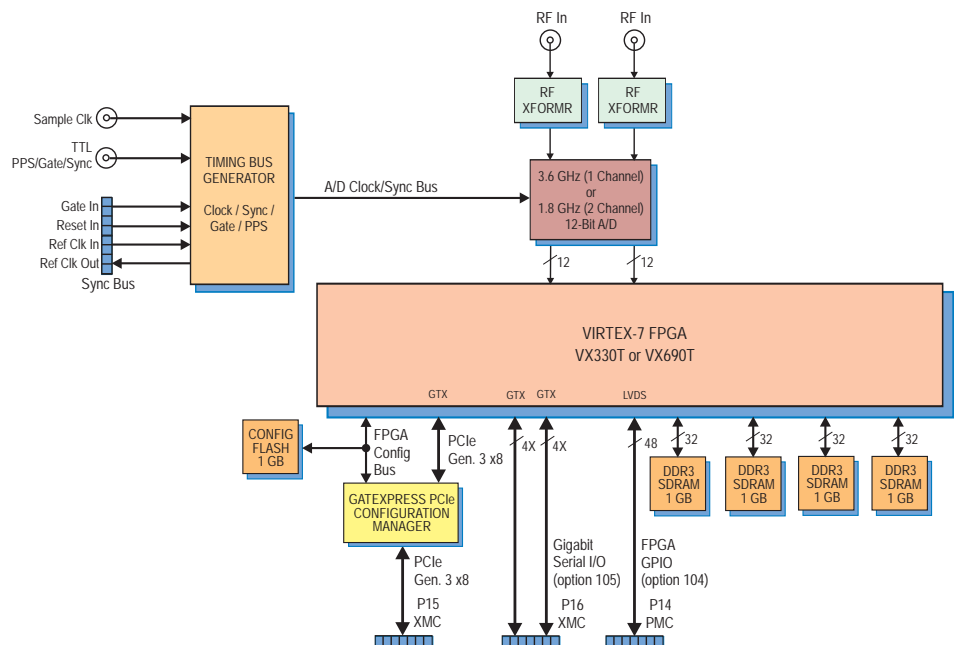 RF In
RF In
RF
XFORMR
RF
XFORMR
Sample Clk
TTL
PPS/Gate/Sync
TIMING BUS
GENERATOR
Clock / Sync /
Gate / PPS
A/D Clock/Sync Bus
3.6 GHz (1 Channel)
or
1.8 GHz (2 Channel)
12-Bit A/D
Gate In
Reset In
Ref Clk In
Ref Clk Out
Sync Bus
12
12
VIRTEX-7 FPGA
VX330T or VX690T
GTX
GTX
GTX
LVDS
CONFIG
FLASH
1 GB
FPGA
Config
Bus
PCIe
Gen. 3 x8
4X
4X
48
32
32
32
32
DDR3
SDRAM
1 GB
DDR3
SDRAM
1 GB
DDR3
SDRAM
1 GB
DDR3
SDRAM
1 GB
GATEXPRESS PCIe
CONFIGURATION
MANAGER
PCIe
Gen. 3 x8
Gigabit
Serial I/O
(option 105)
FPGA
GPIO
(option 104)
P15
XMC
P16
XMC
P14
PMC